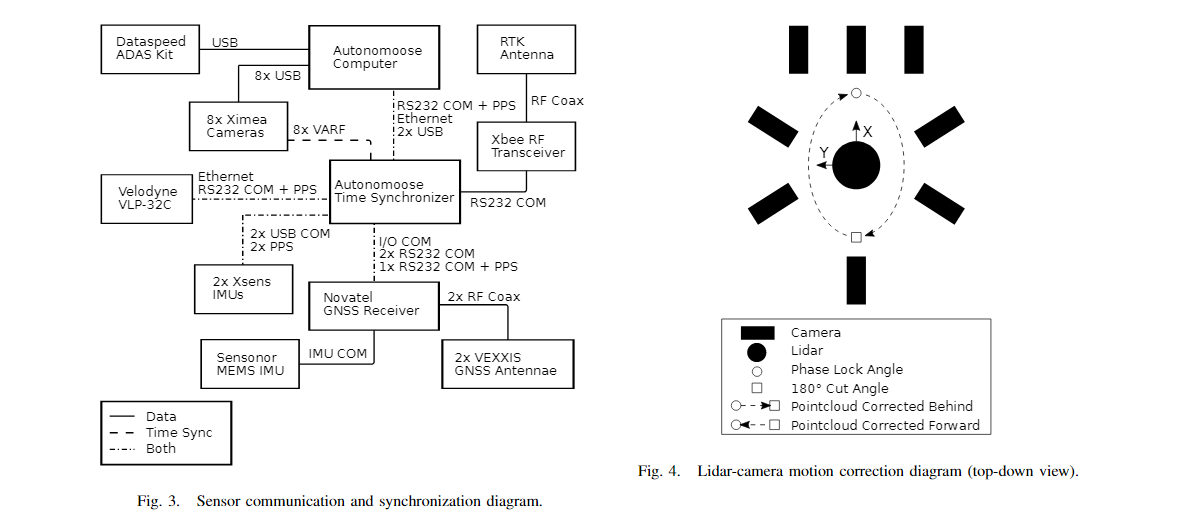 Dataspeed
ADAS Kit
USB
Autonomoose
Computer
RTK
Antenna
8x USB
RF Coax
8x Ximea
Cameras
8x VARF
RS232 COM + PPS
Ethernet
2x USB
Xbee RF
Transceiver
Velodyne
VLP-32C
Ethernet
RS232 COM + PPS
Autonomoose
Time Synchronizer
RS232 COM
2x USB COM
2x PPS
I/O COM
2x RS232 COM
1x RS232 COM + PPS
2x Xsens
IMUs
Novatel
GNSS Receiver
2x RF Coax
Sensonor
MEMS IMU
IMU COM
2x VEXXIS
GNSS Antennae
Data
Time Sync
Both
Fig. 3. Sensor communication and synchronization diagram.
X
Y
Camera
Lidar
Phase Lock Angle
180° Cut Angle
Pointcloud Corrected Behind
Pointcloud Corrected Forward
Fig. 4. Lidar-camera motion correction diagram (top-down view).